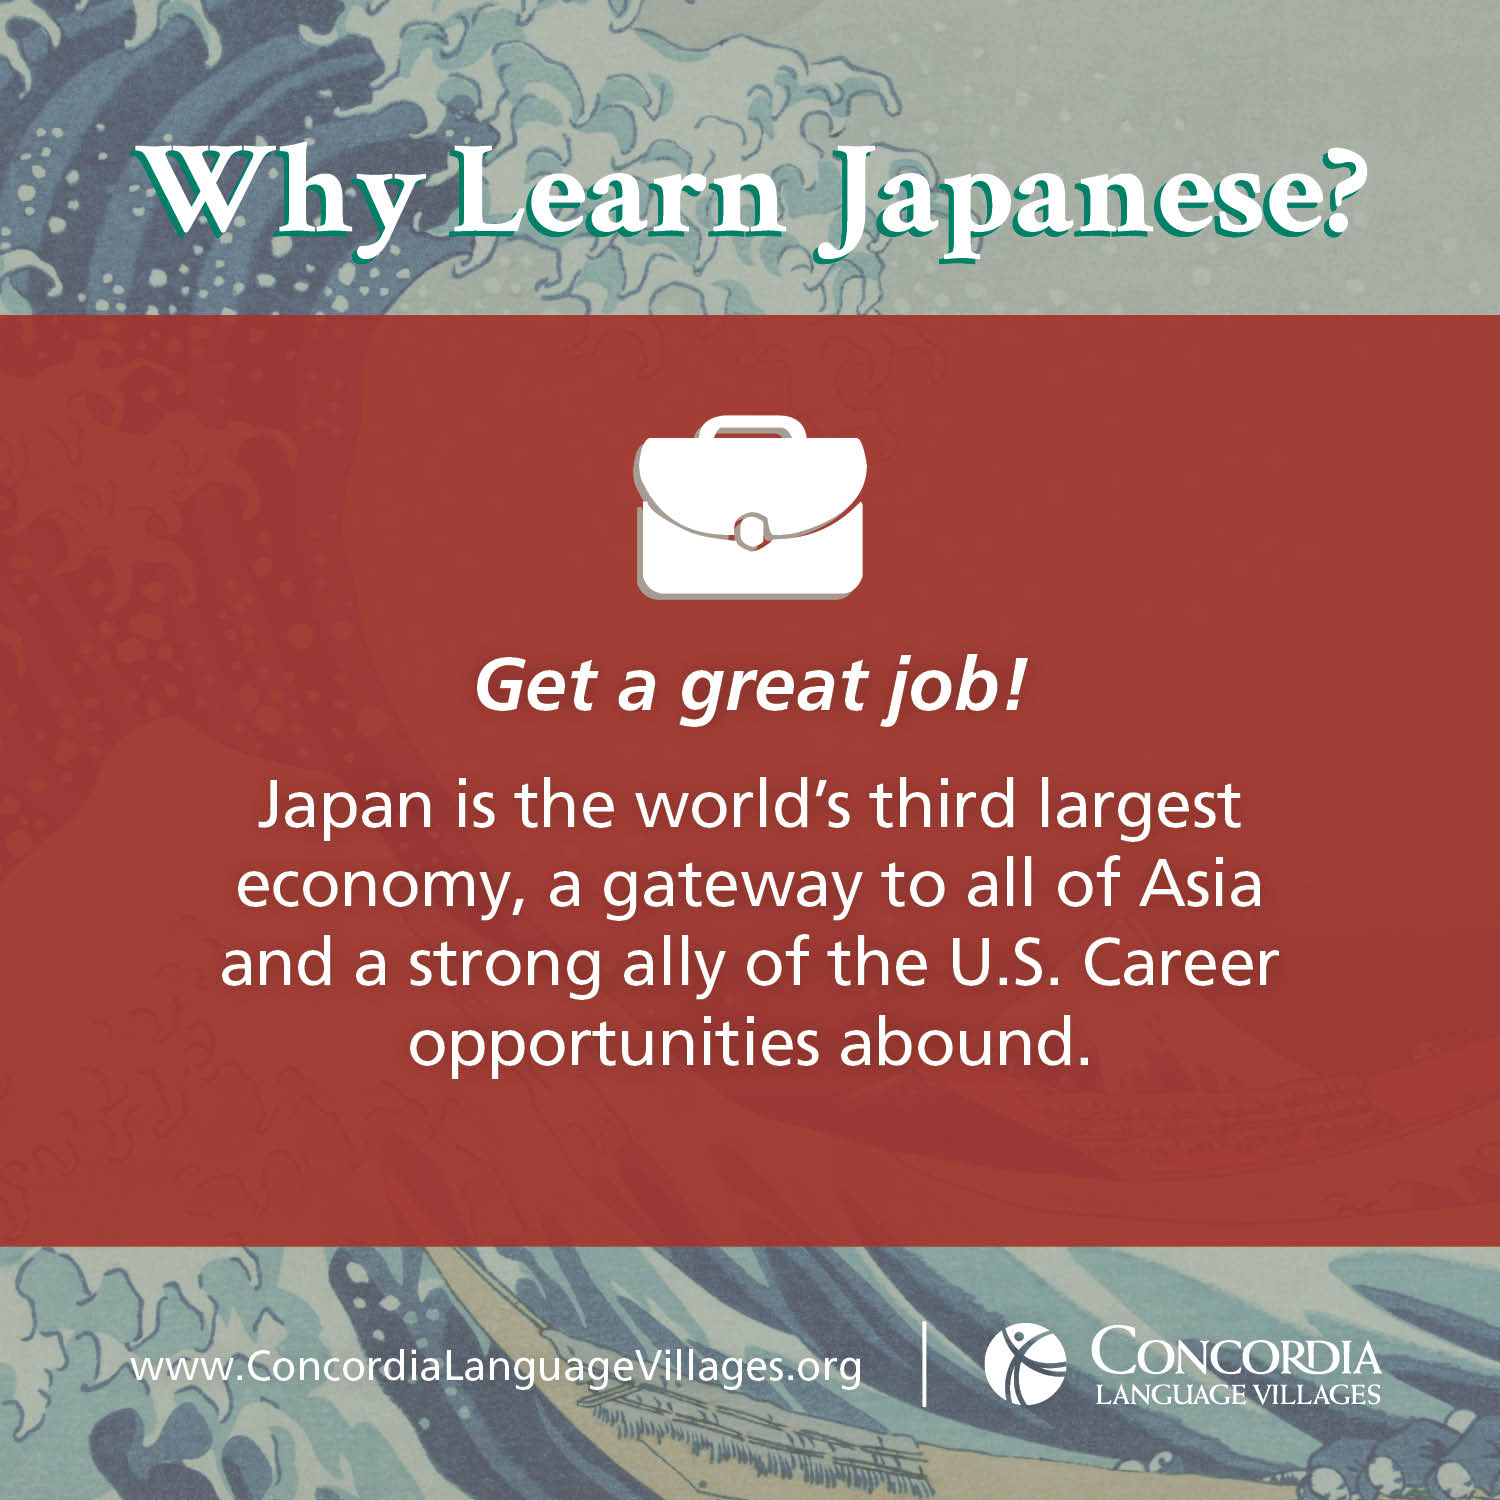 Why Learn Japanese?
Get a great job!
Japan is the world’s third largest
economy, a gateway to all of Asia
and a strong ally of the U.S. Career
opportunities abound.
www.ConcordiaLanguageVillages.org
CONCORDIA
LANGUAGE VILLAGES